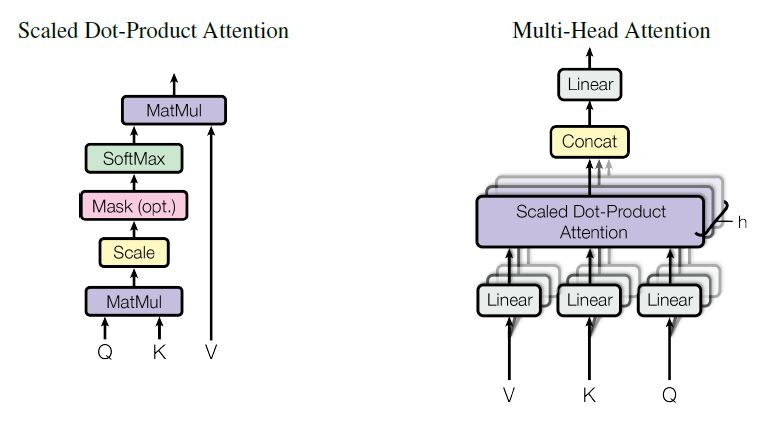 Scaled Dot-Product Attention
MatMul
SoftMax
Mask (opt.)
Scale
MatMul
Q K V
Multi-Head Attention
Linear
Concat
Scaled Dot-Product
Attention
h
Linear Linear Linear
V K Q